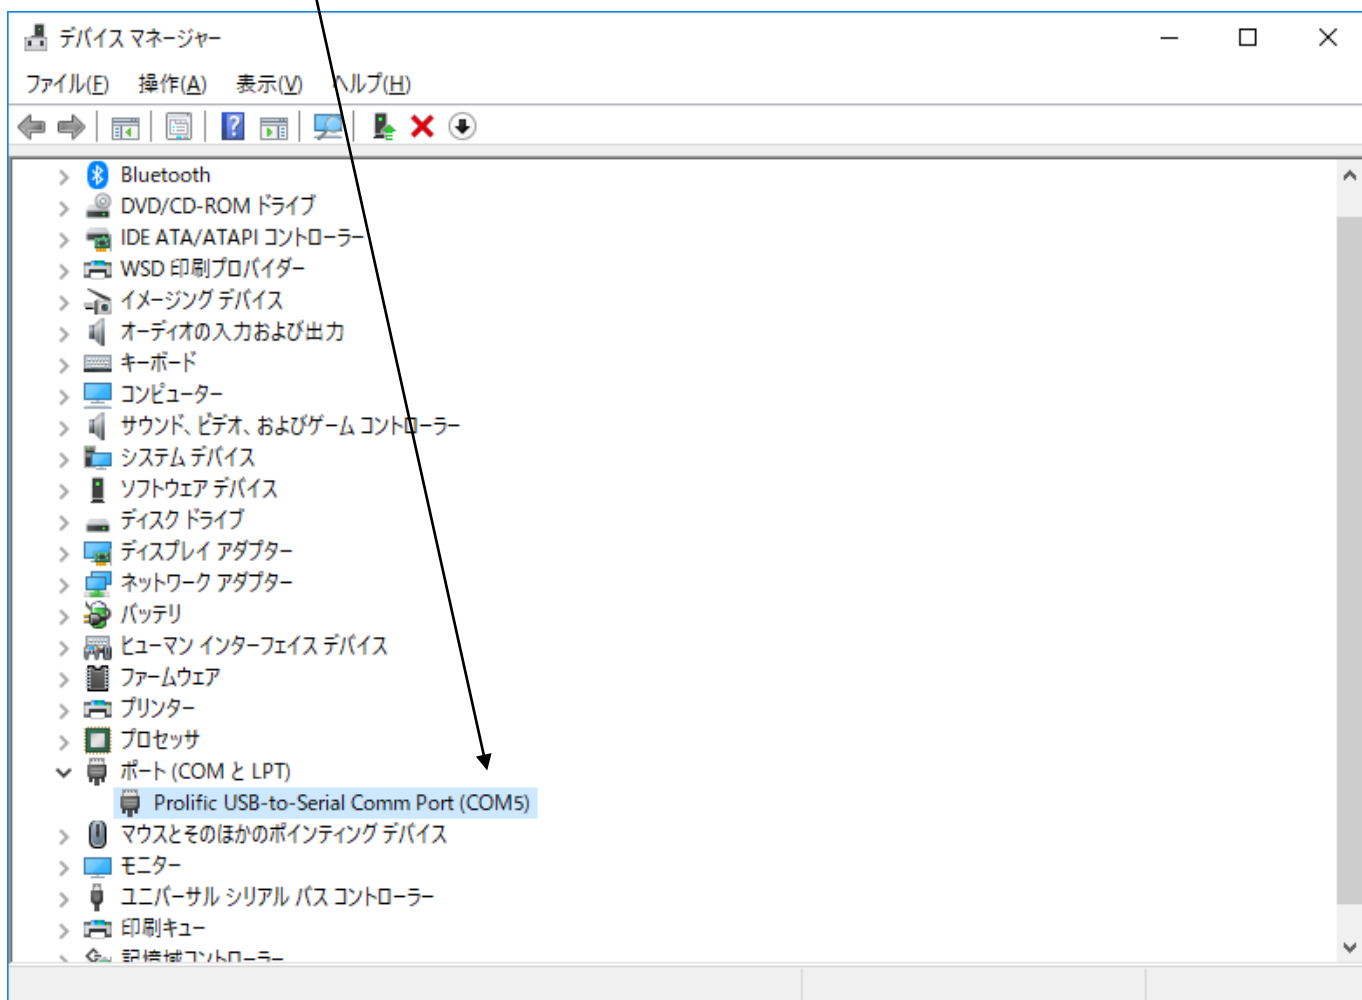 デバイス マネージャー
ファイル(F) 操作(A) 表示(V) ヘルプ(H)
Bluetooth
DVD/CD-ROM ドライブ
IDE ATA/ATAPI コントローラー
WSD 印刷プロバイダー
イメージング デバイス
オーディオの入力および出力
キーボード
コンピューター
サウンド、ビデオ、およびゲーム コントローラー
システム デバイス
ソフトウェア デバイス
ディスク ドライブ
ディスプレイ アダプター
ネットワーク アダプター
バッテリ
ヒューマン インターフェイス デバイス
ファームウェア
プリンター
プロセッサ
ポート (COM と LPT)
Prolific USB-to-Serial Comm Port (COM5)
マウスとそのほかのポインティング デバイス
モニター
ユニバーサル シリアル バス コントローラー
印刷キュー
記憶域コントローラー